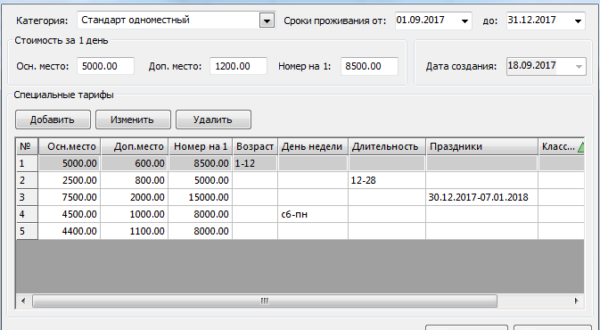 Категория: Стандарт одноместный Сроки проживания от: 01.09.2017 до: 31.12.2017
Стоимость за 1 день
Осн. место: 5000.00 Доп. место: 1200.00 Номер на 1: 8500.00 Дата создания: 18.09.2017
Специальные тарифы
Добавить Изменить Удалить
№ Осн.место Доп.место Номер на 1 Возраст День недели Длительность Праздники Класс...
1 5000.00 600.00 8500.00 1-12
2 2500.00 800.00 5000.00 12-28
3 7500.00 2000.00 15000.00 30.12.2017-07.01.2018
4 4500.00 1000.00 8000.00 сб-пн
5 4400.00 1100.00 8000.00